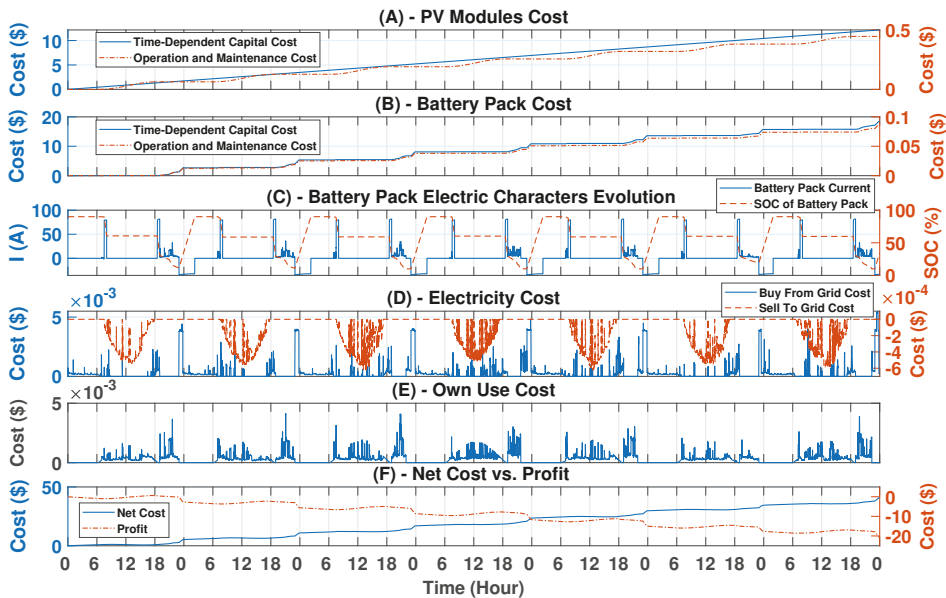 (A) - PV Modules Cost
Cost ($)
10
5
0
Time-Dependent Capital Cost
Operation and Maintenance Cost
0.5
0
Cost ($)
(B) - Battery Pack Cost
Cost ($)
20
10
0
Time-Dependent Capital Cost
Operation and Maintenance Cost
0.1
0.05
0
Cost ($)
(C) - Battery Pack Electric Characters Evolution
Battery Pack Current
SOC of Battery Pack
I (A)
100
50
0
100
50
0
SOC (%)
×10⁻³
(D) - Electricity Cost
Buy From Grid Cost
Sell To Grid Cost
×10⁻⁴
Cost ($)
5
0
0
-2
-4
-6
Cost ($)
×10⁻³
(E) - Own Use Cost
Cost ($)
5
0
(F) - Net Cost vs. Profit
Cost ($)
50
0
Net Cost
Profit
0
-10
-20
Cost ($)
0 6 12 18 0 6 12 18 0 6 12 18 0 6 12 18 0 6 12 18 0 6 12 18 0 6 12 18 0
Time (Hour)